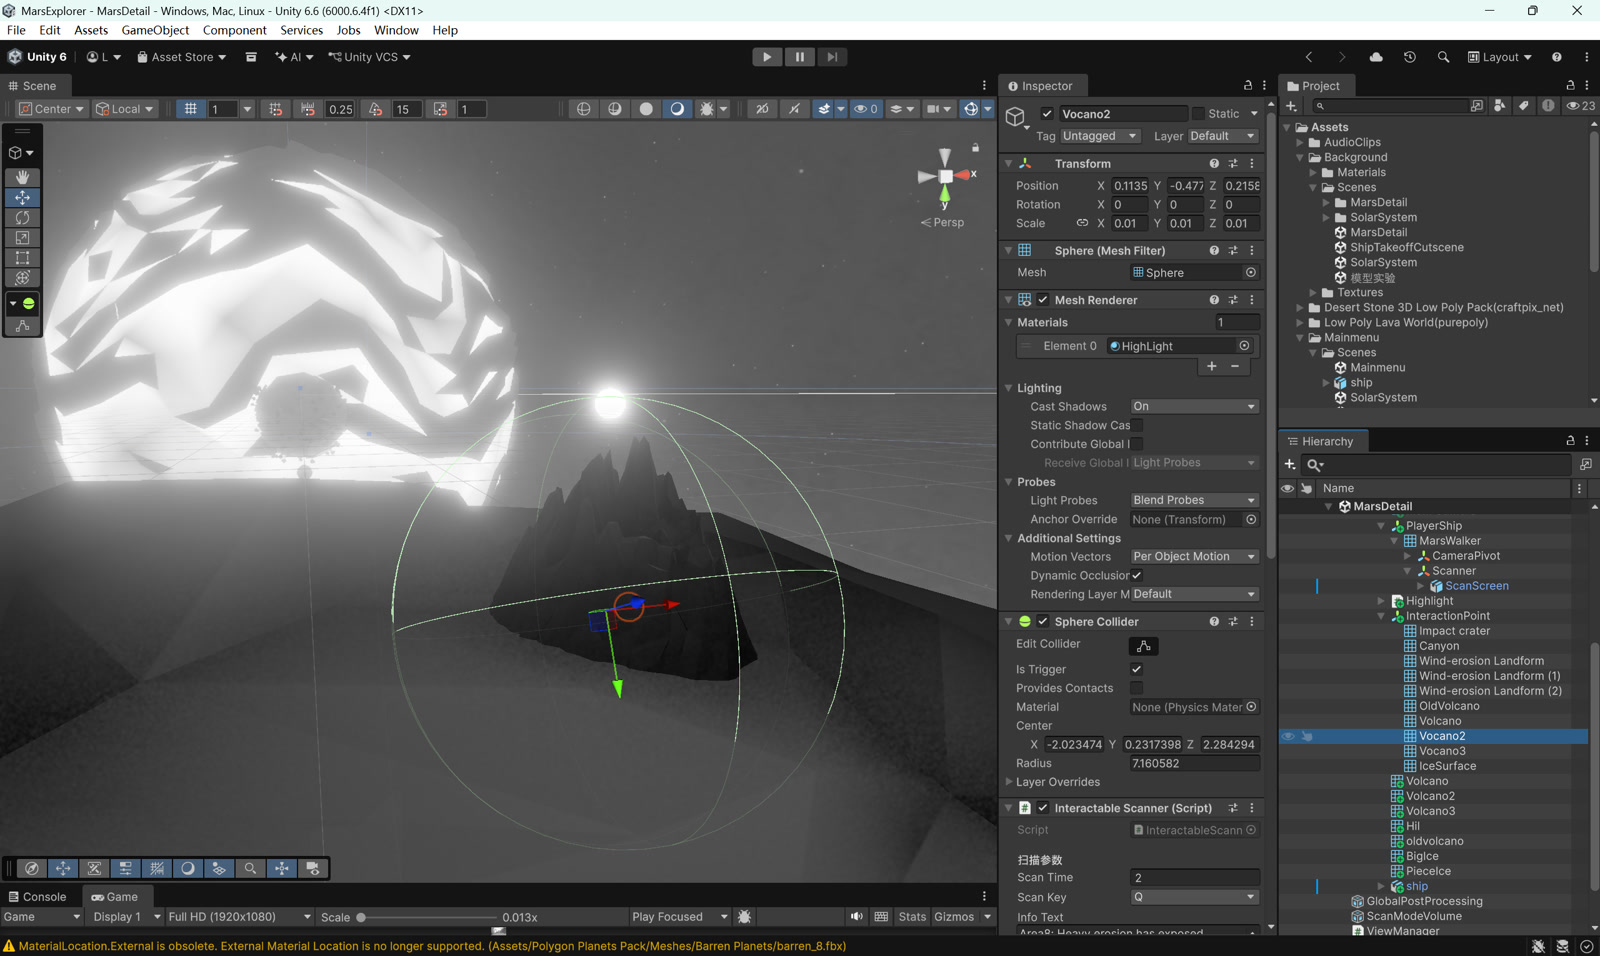 MarsExplorer - MarsDetail - Windows, Mac, Linux - Unity 6.6 (6000.6.4f1) <DX11>
File Edit Assets GameObject Component Services Jobs Window Help
Unity 6 L Asset Store AI Unity VCS Layout
Scene
Center Local 1 0.25 15 1 0
x
y
Persp
Inspector
Vocano2 Static
Tag Untagged Layer Default
Transform
Position X 0.1135 Y -0.477 Z 0.2158
Rotation X 0 Y 0 Z 0
Scale X 0.01 Y 0.01 Z 0.01
Sphere (Mesh Filter)
Mesh Sphere
Mesh Renderer
Materials 1
Element 0 HighLight
Lighting
Cast Shadows On
Static Shadow Cas
Contribute Global I
Receive Global I Light Probes
Probes
Light Probes Blend Probes
Anchor Override None (Transform)
Additional Settings
Motion Vectors Per Object Motion
Dynamic Occlusion
Rendering Layer M Default
Sphere Collider
Edit Collider
Is Trigger
Provides Contacts
Material None (Physics Mater
Center
X -2.023474 Y 0.2317398 Z 2.284294
Radius 7.160582
Layer Overrides
Interactable Scanner (Script)
Script InteractableScann
扫描参数
Scan Time 2
Scan Key Q
Info Text
Area8: Heavy erosion has exposed
Project
23
Assets
AudioClips
Background
Materials
Scenes
MarsDetail
SolarSystem
MarsDetail
ShipTakeoffCutscene
SolarSystem
模型实验
Textures
Desert Stone 3D Low Poly Pack(craftpix_net)
Low Poly Lava World(purepoly)
Mainmenu
Scenes
Mainmenu
ship
SolarSystem
Hierarchy
Name
MarsDetail
PlayerShip
MarsWalker
CameraPivot
Scanner
ScanScreen
Highlight
InteractionPoint
Impact crater
Canyon
Wind-erosion Landform
Wind-erosion Landform (1)
Wind-erosion Landform (2)
OldVolcano
Volcano
Vocano2
Vocano3
IceSurface
Volcano
Volcano2
Volcano3
Hil
oldvolcano
BigIce
PieceIce
ship
GlobalPostProcessing
ScanModeVolume
ViewManager
Console Game
Game Display 1 Full HD (1920x1080) Scale 0.013x Play Focused Stats Gizmos
MaterialLocation.External is obsolete. External Material Location is no longer supported. (Assets/Polygon Planets Pack/Meshes/Barren Planets/barren_8.fbx)